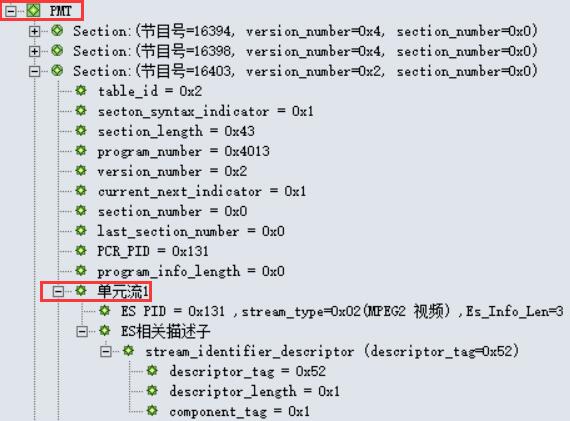 PMT
Section:(节目号=16394, version_number=0x4, section_number=0x0)
Section:(节目号=16398, version_number=0x4, section_number=0x0)
Section:(节目号=16403, version_number=0x2, section_number=0x0)
table_id = 0x2
secton_syntax_indicator = 0x1
section_length = 0x43
program_number = 0x4013
version_number = 0x2
current_next_indicator = 0x1
section_number = 0x0
last_section_number = 0x0
PCR_PID = 0x131
program_info_length = 0x0
单元流1
ES PID = 0x131 ,stream_type=0x02(MPEG2 视频) ,Es_Info_Len=3
ES相关描述子
stream_identifier_descriptor (descriptor_tag=0x52)
descriptor_tag = 0x52
descriptor_length = 0x1
component_tag = 0x1